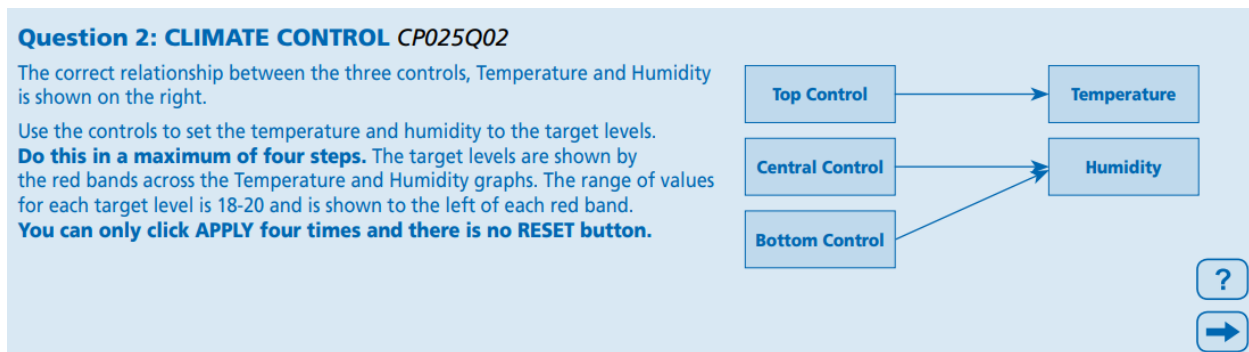 Question 2: CLIMATE CONTROL CP025Q02
The correct relationship between the three controls, Temperature and Humidity
is shown on the right.
Use the controls to set the temperature and humidity to the target levels.
Do this in a maximum of four steps. The target levels are shown by
the red bands across the Temperature and Humidity graphs. The range of values
for each target level is 18-20 and is shown to the left of each red band.
You can only click APPLY four times and there is no RESET button.
Top Control
Temperature
Central Control
Humidity
Bottom Control
?